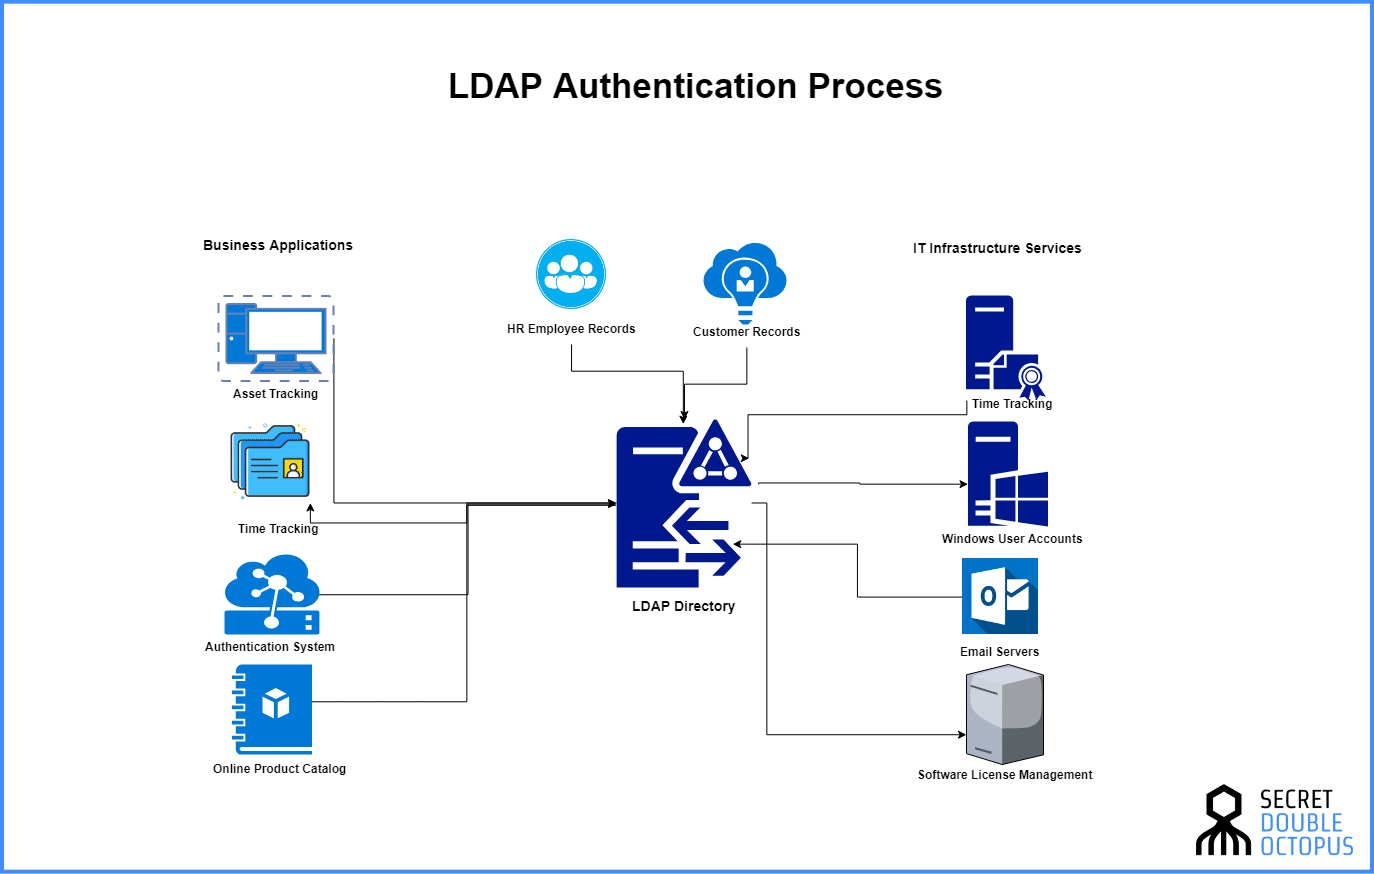 LDAP Authentication Process
Business Applications
IT Infrastructure Services
HR Employee Records
Customer Records
Asset Tracking
Time Tracking
Time Tracking
Windows User Accounts
LDAP Directory
Authentication System
Email Servers
O
Online Product Catalog
Software License Management
SECRET
DOUBLE
OCTOPUS